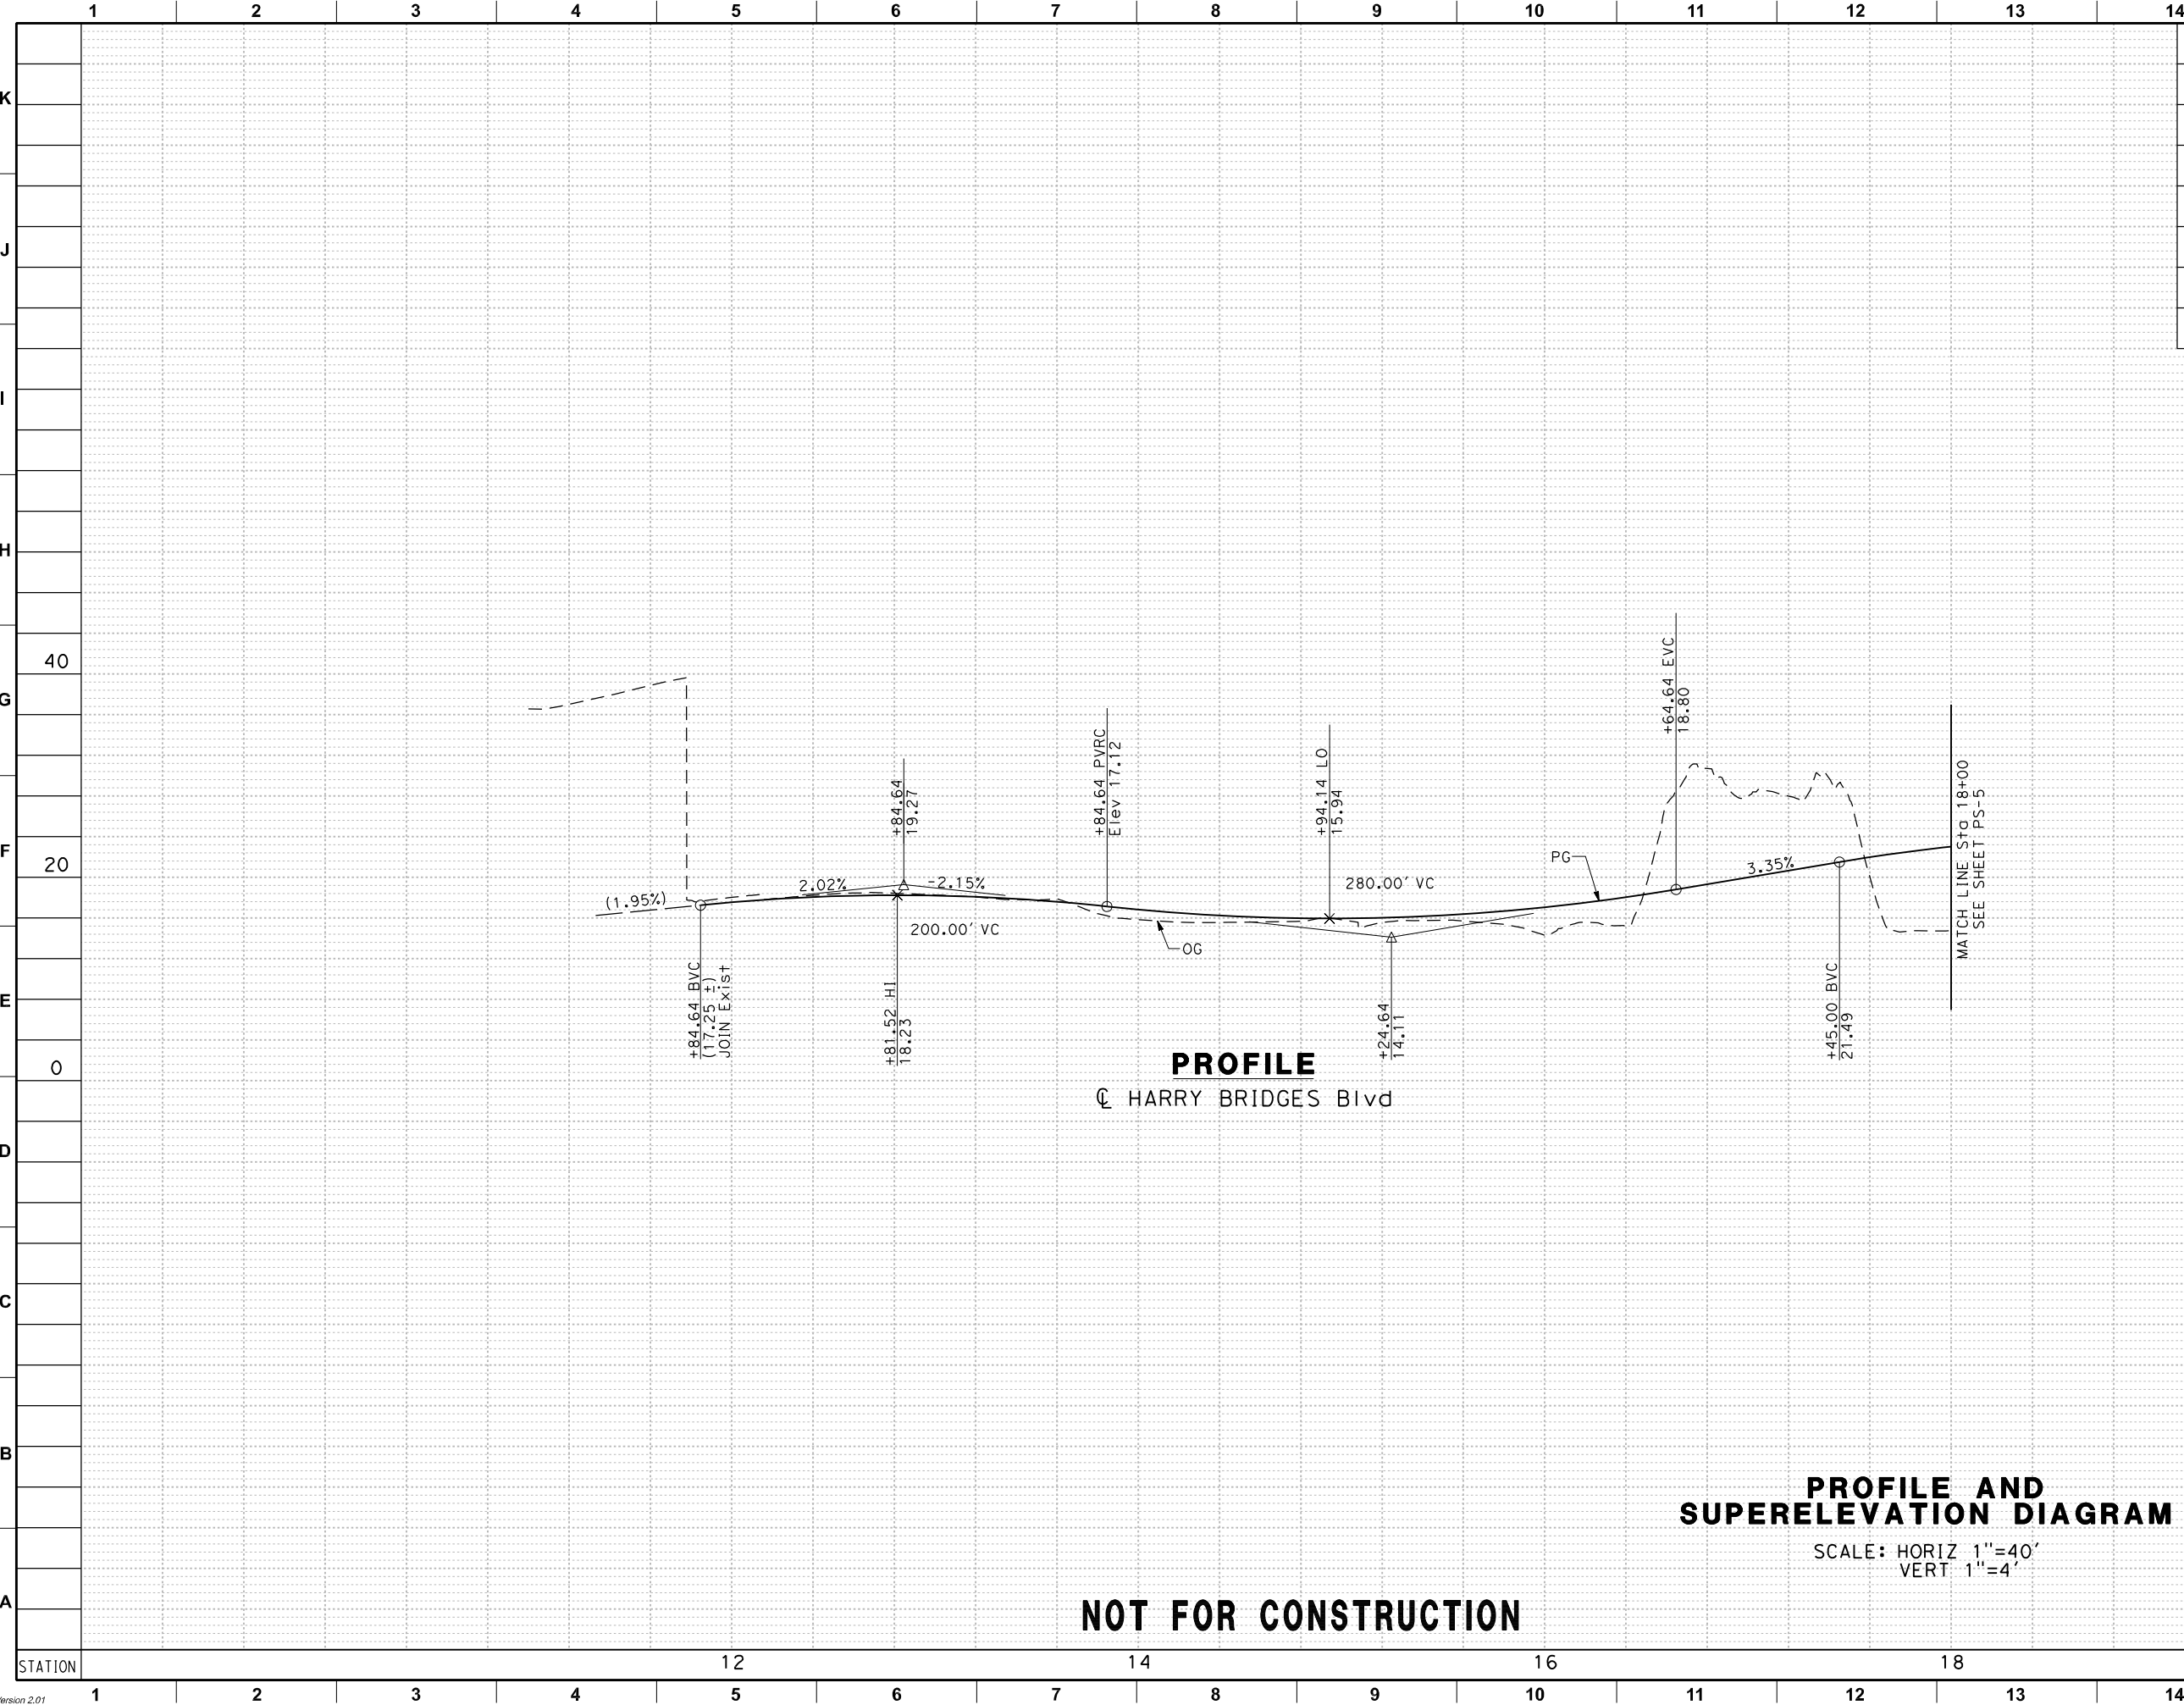 1 2 3 4 5 6 7 8 9 10 11 12 13 14
K
J
I
H
40
G
+64.64 EVC
18.80
+84.64 PVRC
Elev 17.12
+94.14 LO
15.94
+84.64
19.27
MATCH LINE Sta 18+00
SEE SHEET PS-5
F
20
PG
3.35%
2.02%
-2.15%
280.00' VC
(1.95%)
200.00' VC
OG
E
+84.64 BVC
(17.25 ±)
JOIN Exist
+81.52 HI
18.23
+24.64
14.11
+45.00 BVC
21.49
0
PROFILE
℄ HARRY BRIDGES Blvd
D
C
B
PROFILE AND
SUPERELEVATION DIAGRAM
SCALE: HORIZ 1"=40'
VERT 1"=4'
A
NOT FOR CONSTRUCTION
STATION 12 14 16 18
1 2 3 4 5 6 7 8 9 10 11 12 13 14
ersion 2.01